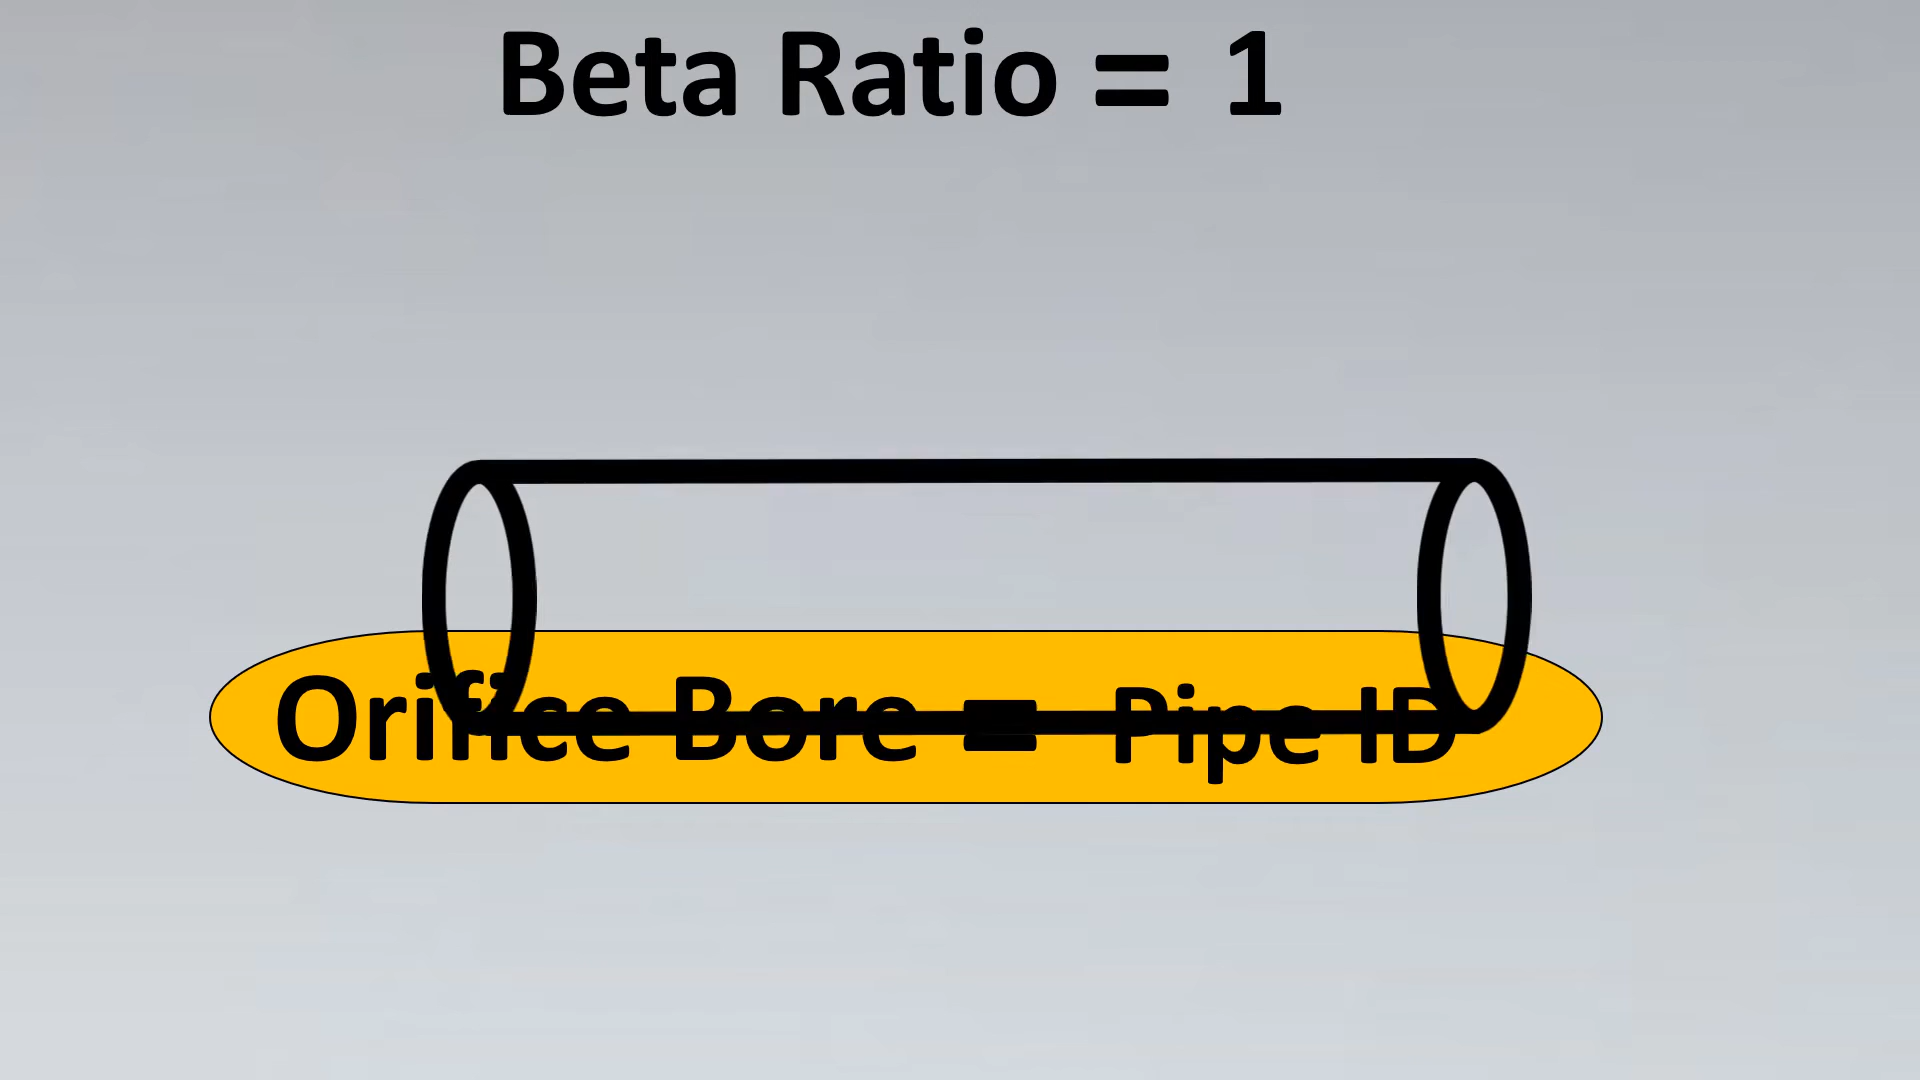 Beta Ratio = 1
Orifice Bore = Pipe ID